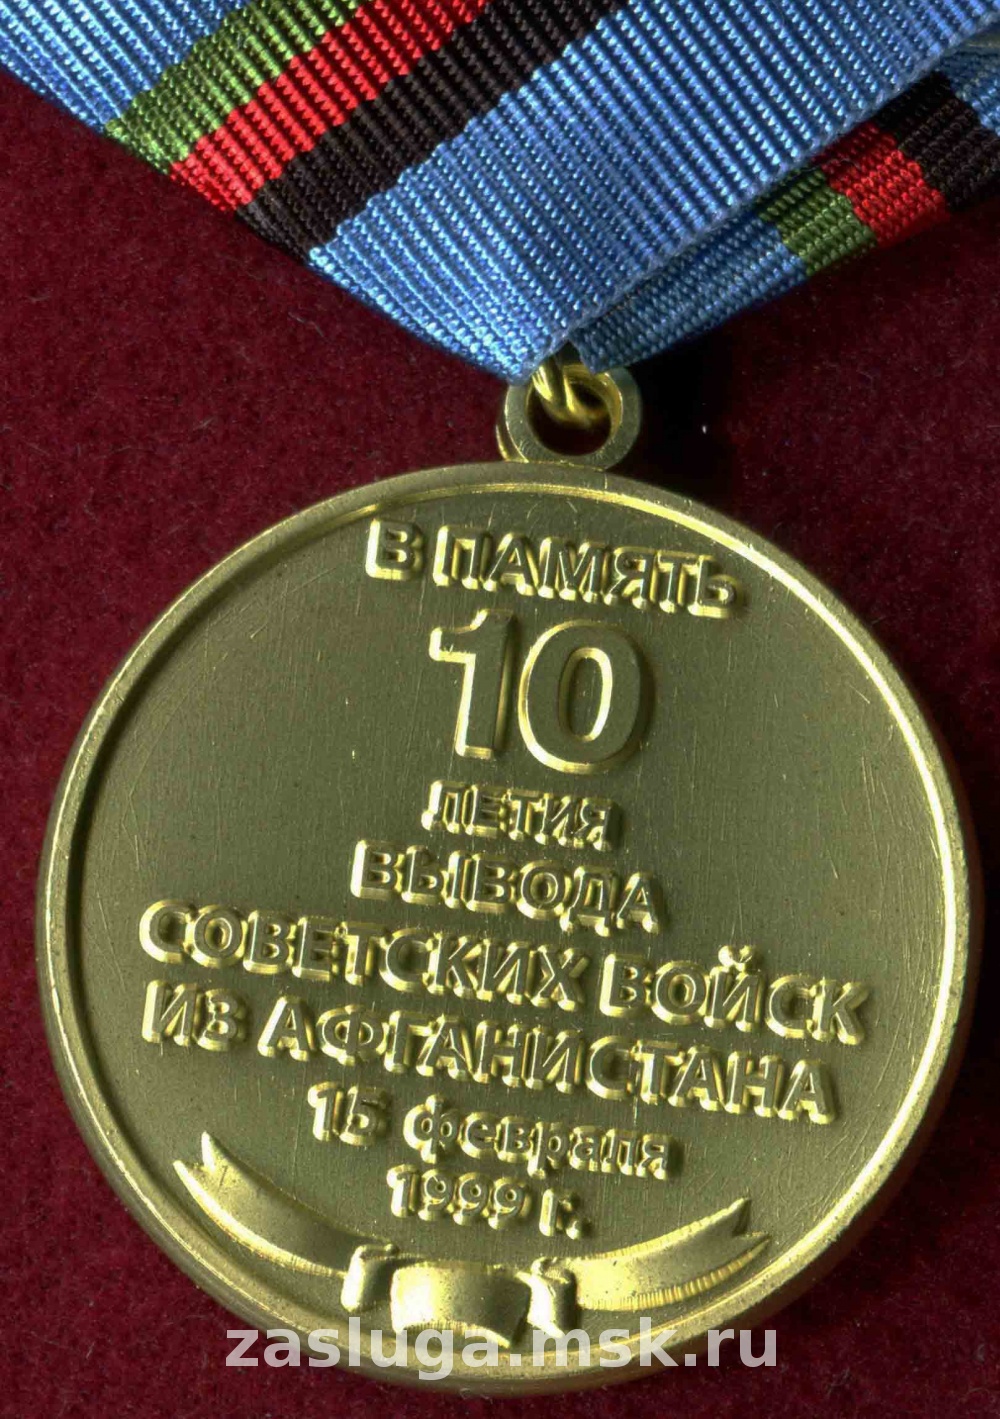 В ПАМЯТЬ
10
ЛЕТИЯ
ВЫВОДА
СОВЕТСКИХ ВОЙСК
ИЗ АФГАНИСТАНА
15 февраля
1999 г.
zasluga.msk.ru